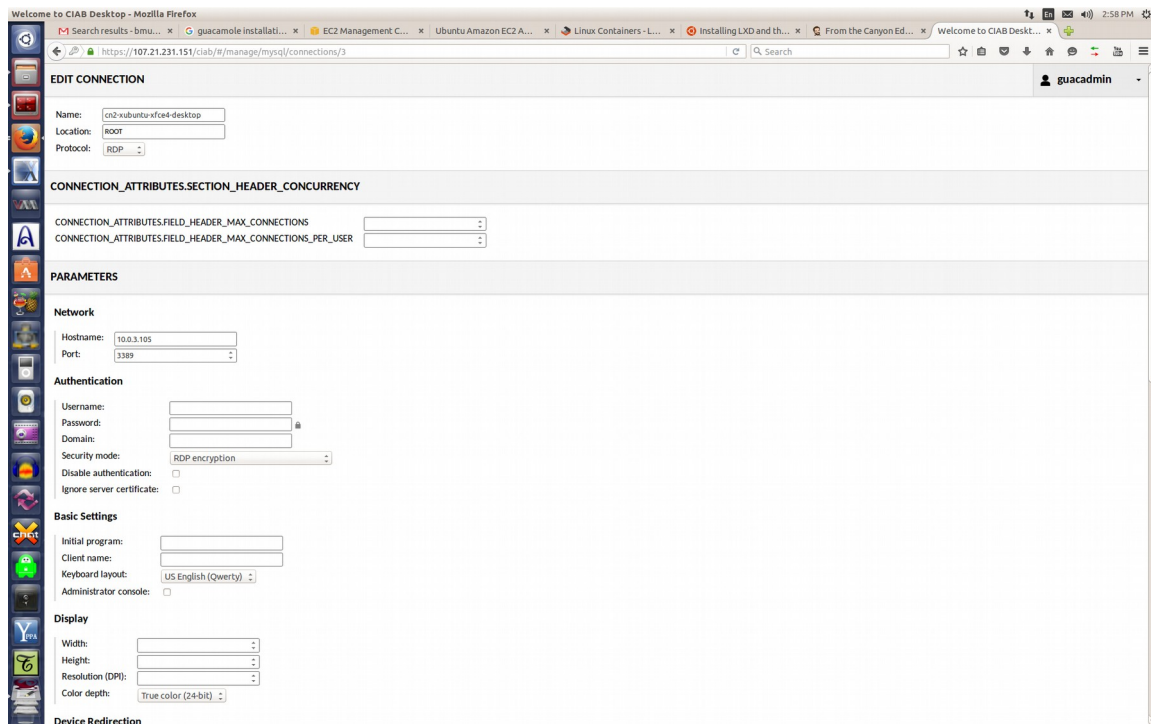 Welcome to CIAB Desktop - Mozilla Firefox
En 2:58 PM
Search results - bmu... guacamole installati... EC2 Management C... Ubuntu Amazon EC2 A... Linux Containers - L... Installing LXD and th... From the Canyon Ed... Welcome to CIAB Deskt...
https://107.21.231.151/ciab/#/manage/mysql/connections/3 Search
EDIT CONNECTION guacadmin
Name: cn2-xubuntu-xfce4-desktop
Location: ROOT
Protocol: RDP
CONNECTION_ATTRIBUTES.SECTION_HEADER_CONCURRENCY
CONNECTION_ATTRIBUTES.FIELD_HEADER_MAX_CONNECTIONS
CONNECTION_ATTRIBUTES.FIELD_HEADER_MAX_CONNECTIONS_PER_USER
PARAMETERS
Network
Hostname: 10.0.3.105
Port: 3389
Authentication
Username:
Password:
Domain:
Security mode: RDP encryption
Disable authentication:
Ignore server certificate:
Basic Settings
Initial program:
Client name:
Keyboard layout: US English (Qwerty)
Administrator console:
Display
Width:
Height:
Resolution (DPI):
Color depth: True color (24-bit)
Device Redirection